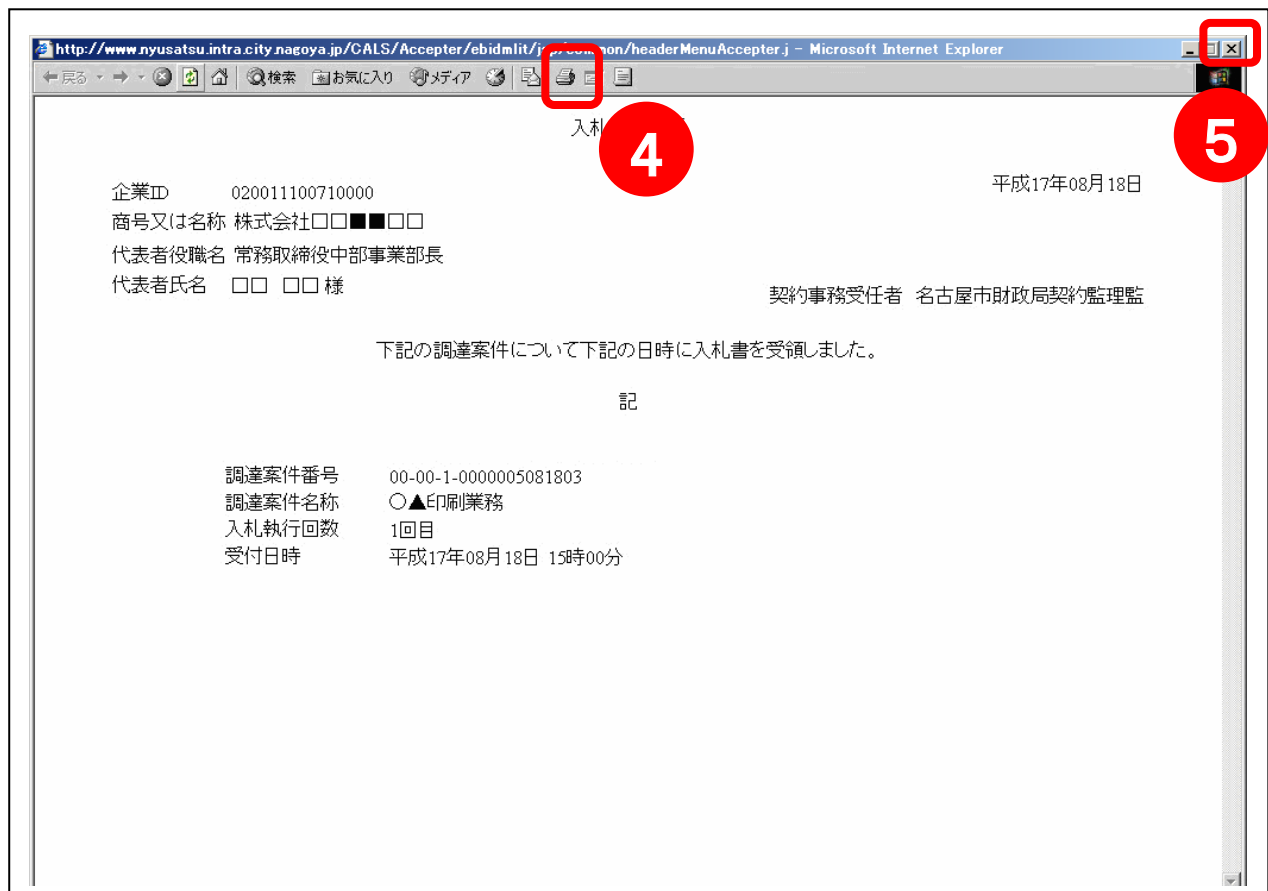 http://www.nyusatsu.intra.city.nagoya.jp/CALS/Accepter/ebidmlit/jsp/common/headerMenuAccepter.j - Microsoft Internet Explorer
戻る 検索 お気に入り メディア
4
5
入札
平成17年08月18日
企業ID 020011100710000
商号又は名称 株式会社□□■■□□
代表者役職名 常務取締役中部事業部長
代表者氏名 □□ □□様
契約事務受任者 名古屋市財政局契約監理監
下記の調達案件について下記の日時に入札書を受領しました。
記
調達案件番号 00-00-1-0000005081803
調達案件名称 ○▲印刷業務
入札執行回数 1回目
受付日時 平成17年08月18日 15時00分